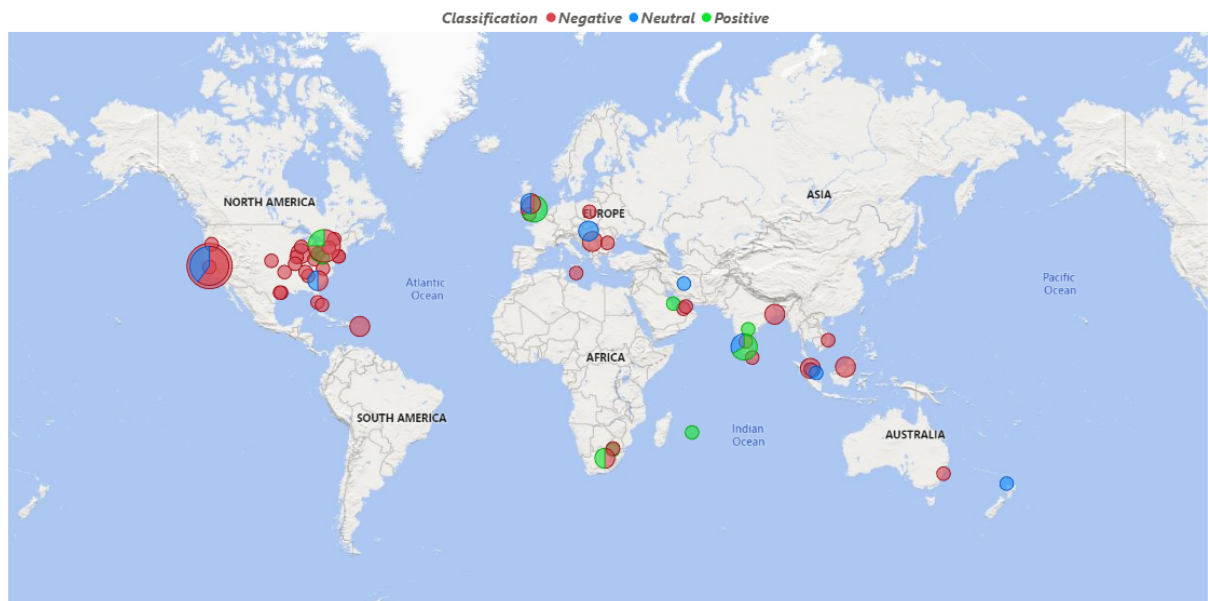 Classification Negative Neutral Positive
NORTH AMERICA
ASIA
EUROPE
Atlantic
Ocean
Pacific
Ocean
AFRICA
SOUTH AMERICA
Indian
Ocean
AUSTRALIA